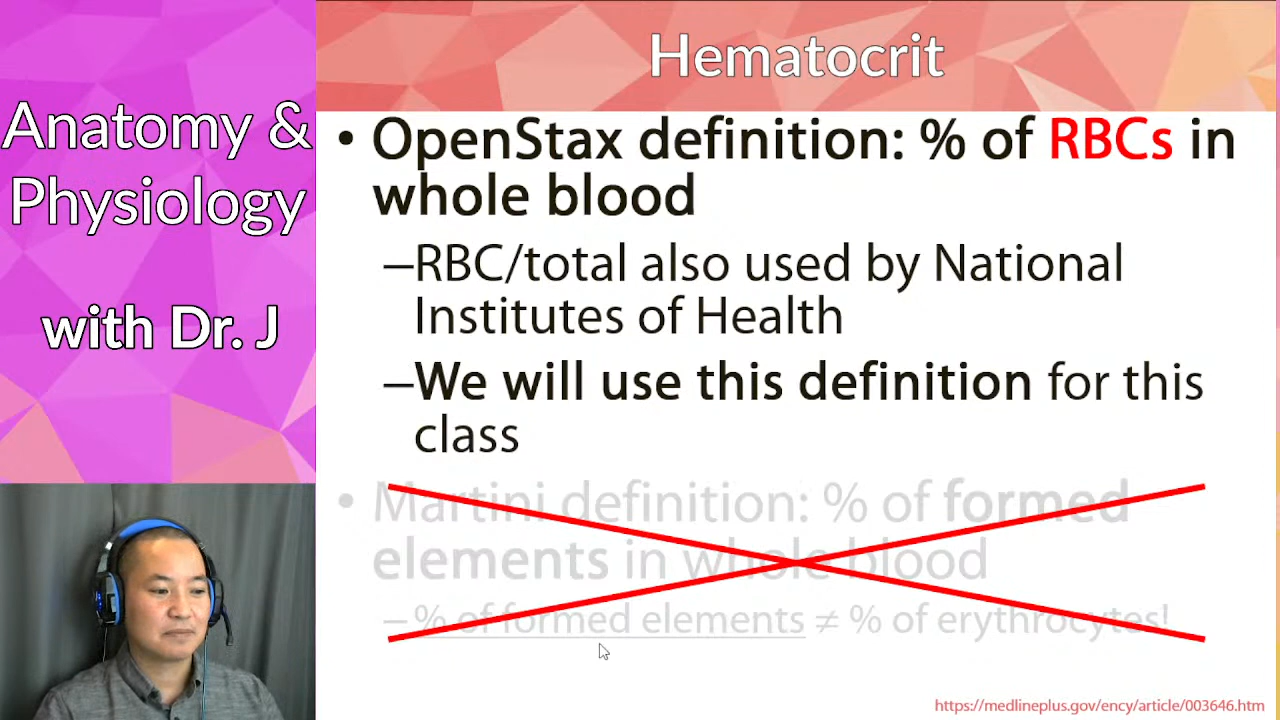 Anatomy &
Physiology
with Dr. J
Hematocrit
• OpenStax definition: % of RBCs in
whole blood
–RBC/total also used by National
Institutes of Health
–We will use this definition for this
class
• Martini definition: % of formed
elements in whole blood
–% of formed elements ≠ % of erythrocytes!
https://medlineplus.gov/ency/article/003646.htm